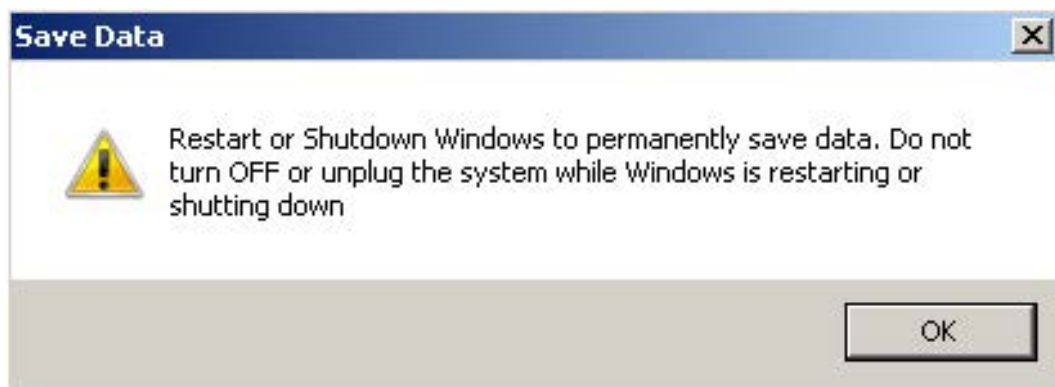 Save Data
Restart or Shutdown Windows to permanently save data. Do not
turn OFF or unplug the system while Windows is restarting or
shutting down
OK